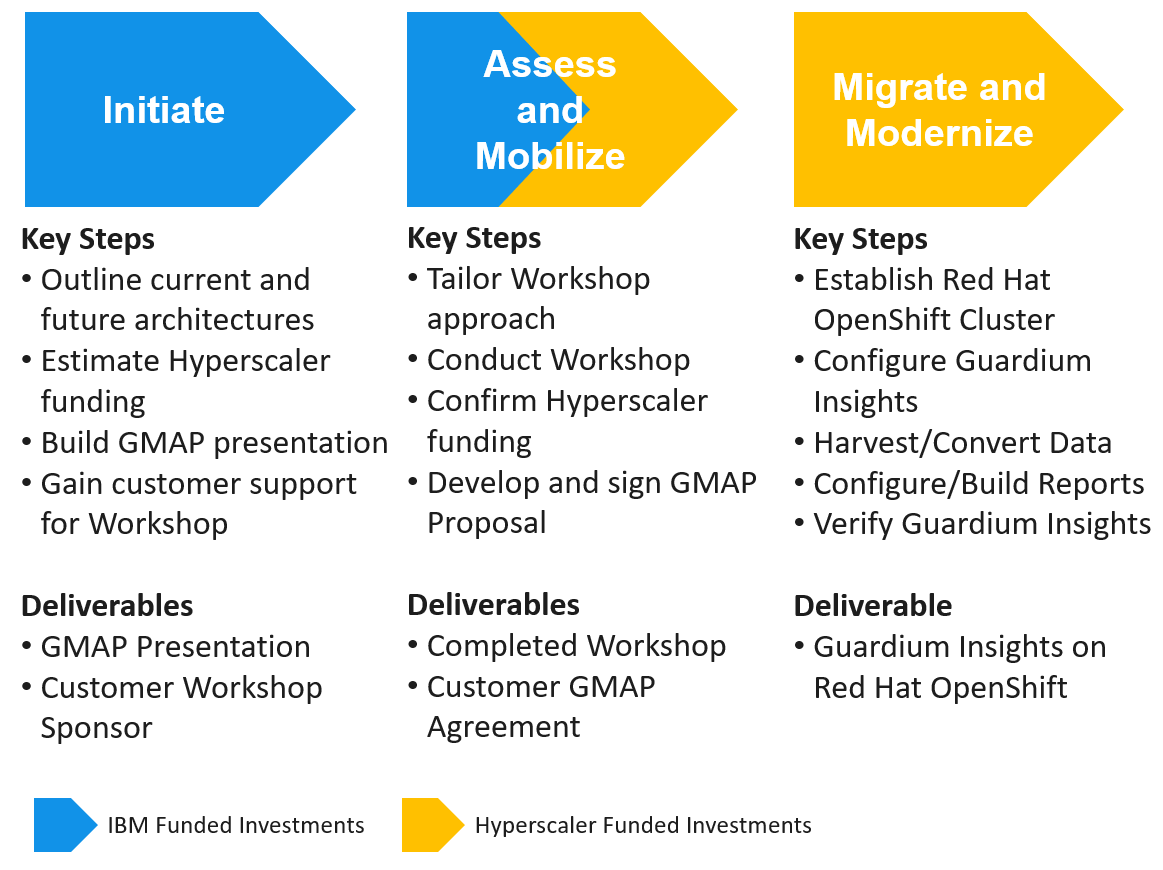 Initiate
Assess
and
Mobilize
Migrate and
Modernize
Key Steps
• Outline current and
future architectures
• Estimate Hyperscaler
funding
• Build GMAP presentation
• Gain customer support
for Workshop
Deliverables
• GMAP Presentation
• Customer Workshop
Sponsor
Key Steps
• Tailor Workshop
approach
• Conduct Workshop
• Confirm Hyperscaler
funding
• Develop and sign GMAP
Proposal
Deliverables
• Completed Workshop
• Customer GMAP
Agreement
Key Steps
• Establish Red Hat
OpenShift Cluster
• Configure Guardium
Insights
• Harvest/Convert Data
• Configure/Build Reports
• Verify Guardium Insights
Deliverable
• Guardium Insights on
Red Hat OpenShift
IBM Funded Investments
Hyperscaler Funded Investments